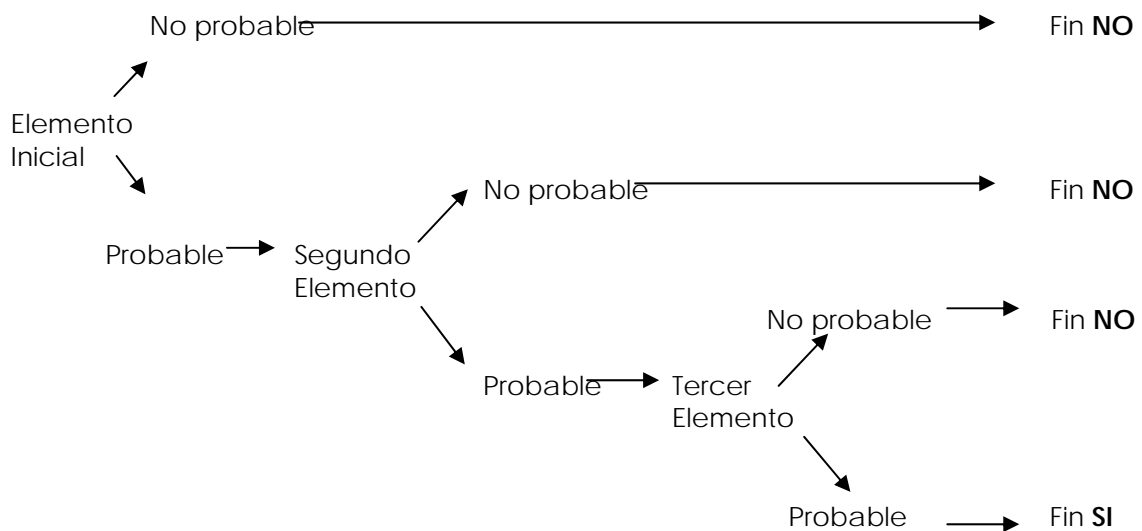 No probable Fin NO
Elemento
Inicial
No probable Fin NO
Probable Segundo
Elemento
No probable Fin NO
Probable Tercer
Elemento
Probable Fin SI